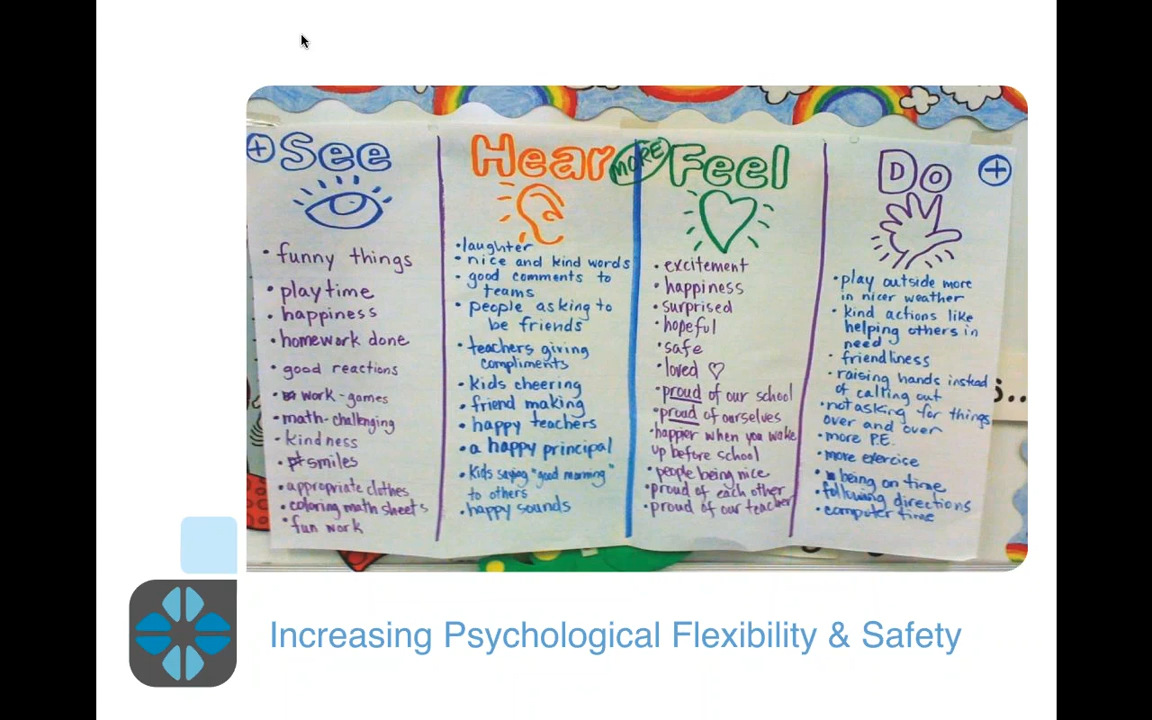 + See
funny things
playtime
happiness
homework done
good reactions
work-games
math-challenging
kindness
smiles
appropriate clothes
coloring math sheets
fun work
Hear
laughter
nice and kind words
good comments to
teams
people asking to
be friends
teachers giving
compliments
kids cheering
friend making
happy teachers
a happy principal
Kids saying "good morning"
to others
happy sounds
MORE
Feel
excitement
happiness
surprised
hopeful
safe
loved ♡
proud of our school
proud of ourselves
happier when you wake
up before school
people being nice
proud of each other
proud of our teacher
Do +
play outside more
in nicer weather
kind actions like
helping others in
need
friendliness
raising hands instead
of calling out
not asking for things
over and over
more P.E.
more exercise
being on time
following directions
computer time
Increasing Psychological Flexibility & Safety